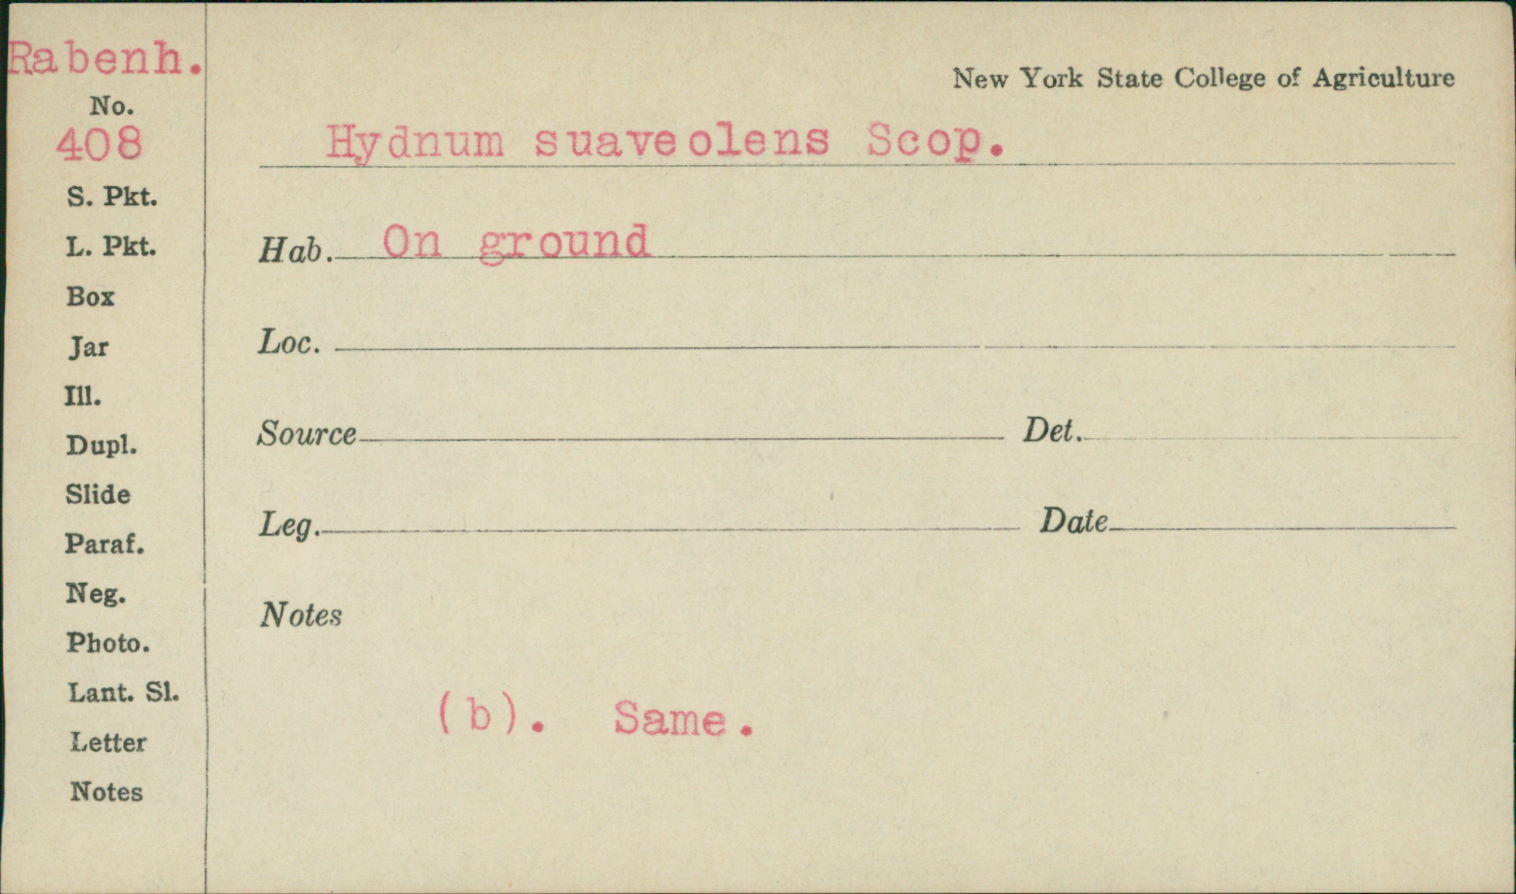 Rabenh.
No.
408
S. Pkt.
L. Pkt.
Box
Jar
Ill.
Dupl.
Slide
Paraf.
Neg.
Photo.
Lant. Sl.
Letter
Notes
New York State College of Agriculture
Hydnum suaveolens Scop.
Hab. On ground
Loc.
Source Det.
Leg. Date
Notes
(b). Same.